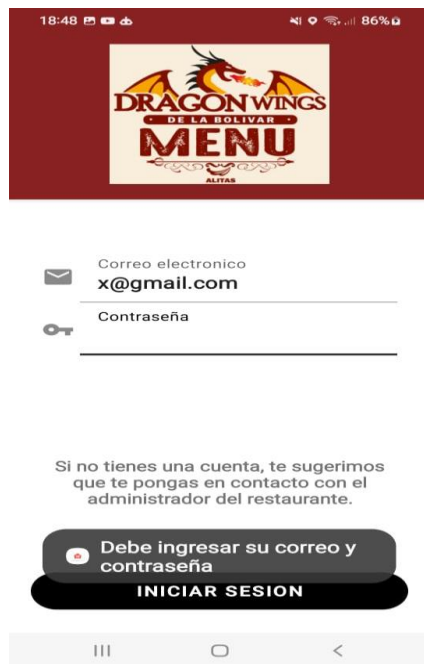 18:48
86%
DRAGON WINGS
• DE LA BOLIVAR •
MENU
ALITAS
Correo electronico
x@gmail.com
Contraseña
Si no tienes una cuenta, te sugerimos
que te pongas en contacto con el
administrador del restaurante.
Debe ingresar su correo y
contraseña
INICIAR SESION